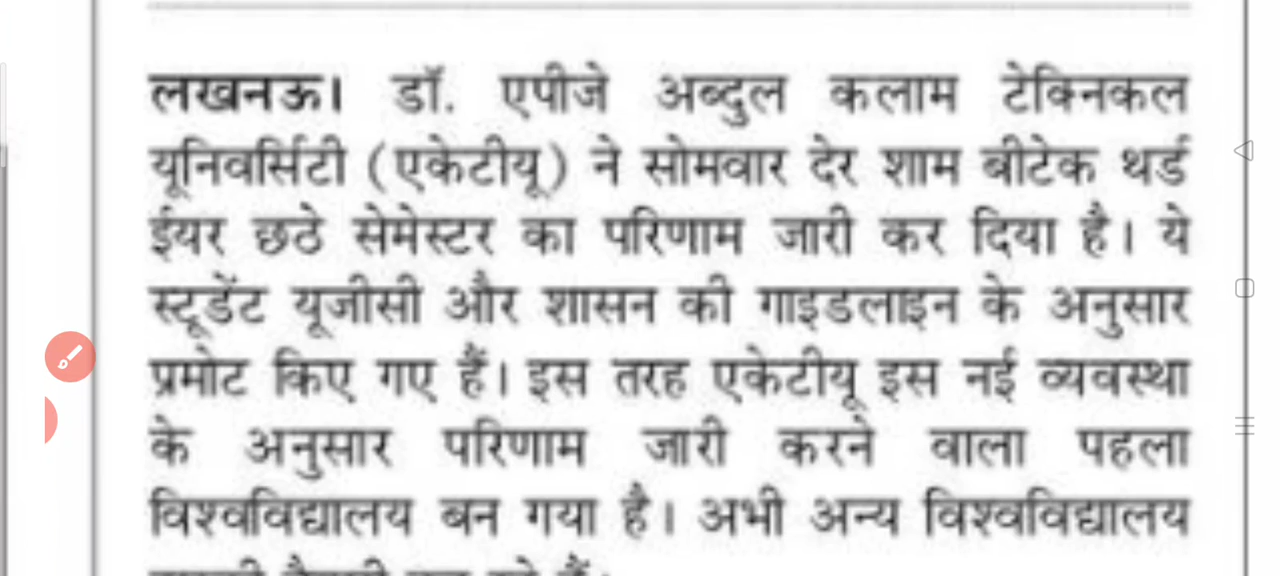 लखनऊ। डॉ. एपीजे अब्दुल कलाम टेक्निकल
यूनिवर्सिटी (एकेटीयू) ने सोमवार देर शाम बीटेक थर्ड
ईयर छठे सेमेस्टर का परिणाम जारी कर दिया है। ये
स्टूडेंट यूजीसी और शासन की गाइडलाइन के अनुसार
प्रमोट किए गए हैं। इस तरह एकेटीयू इस नई व्यवस्था
के अनुसार परिणाम जारी करने वाला पहला
विश्वविद्यालय बन गया है। अभी अन्य विश्वविद्यालय